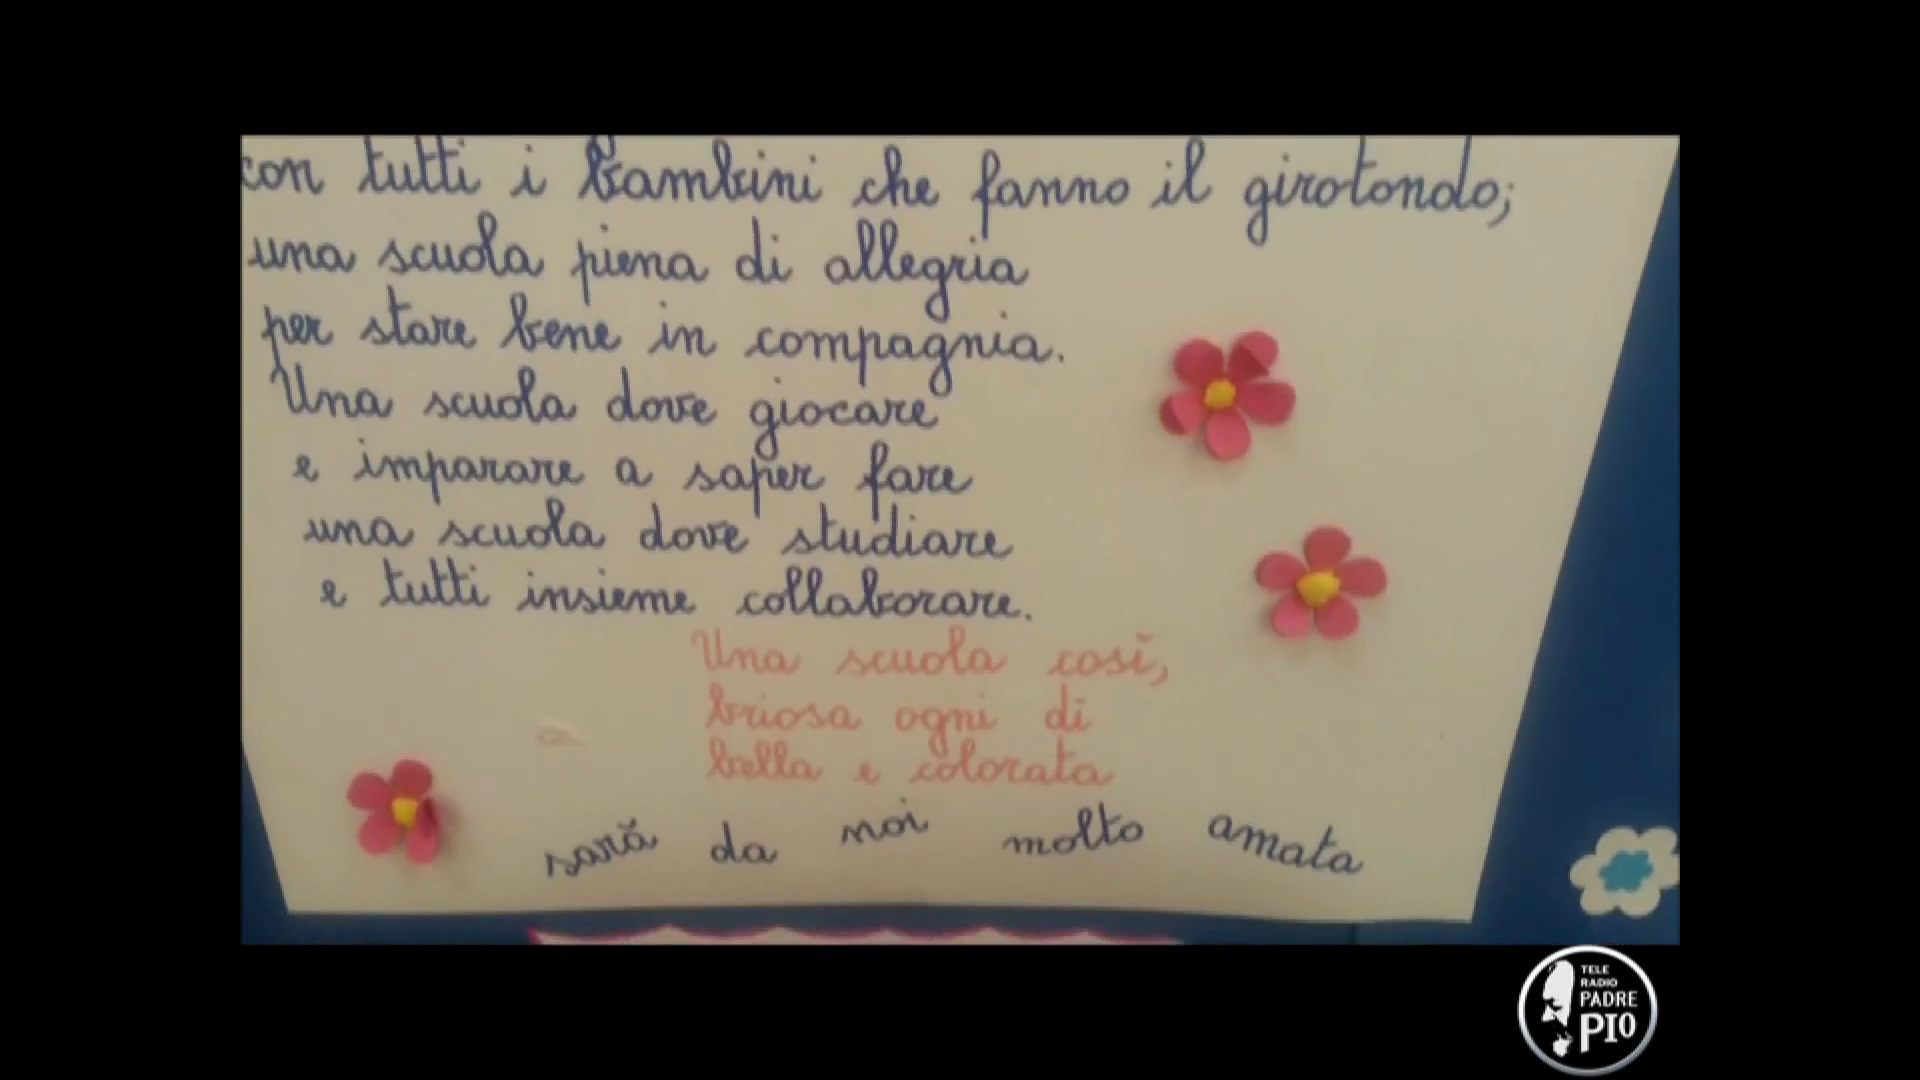 con tutti i bambini che fanno il girotondo;
una scuola piena di allegria
per stare bene in compagnia.
Una scuola dove giocare
e imparare a saper fare
una scuola dove studiare
e tutti insieme collaborare.
Una scuola così,
briosa ogni dì
bella e colorata
sarà da noi molto amata
TELE
RADIO
PADRE
PIO